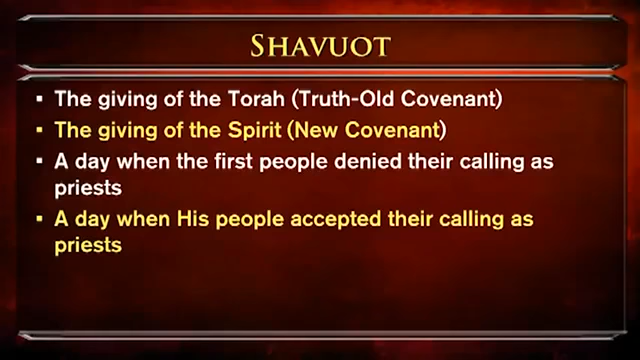 SHAVUOT
▪ The giving of the Torah (Truth-Old Covenant)
▪ The giving of the Spirit (New Covenant)
▪ A day when the first people denied their calling as
priests
▪ A day when His people accepted their calling as
priests